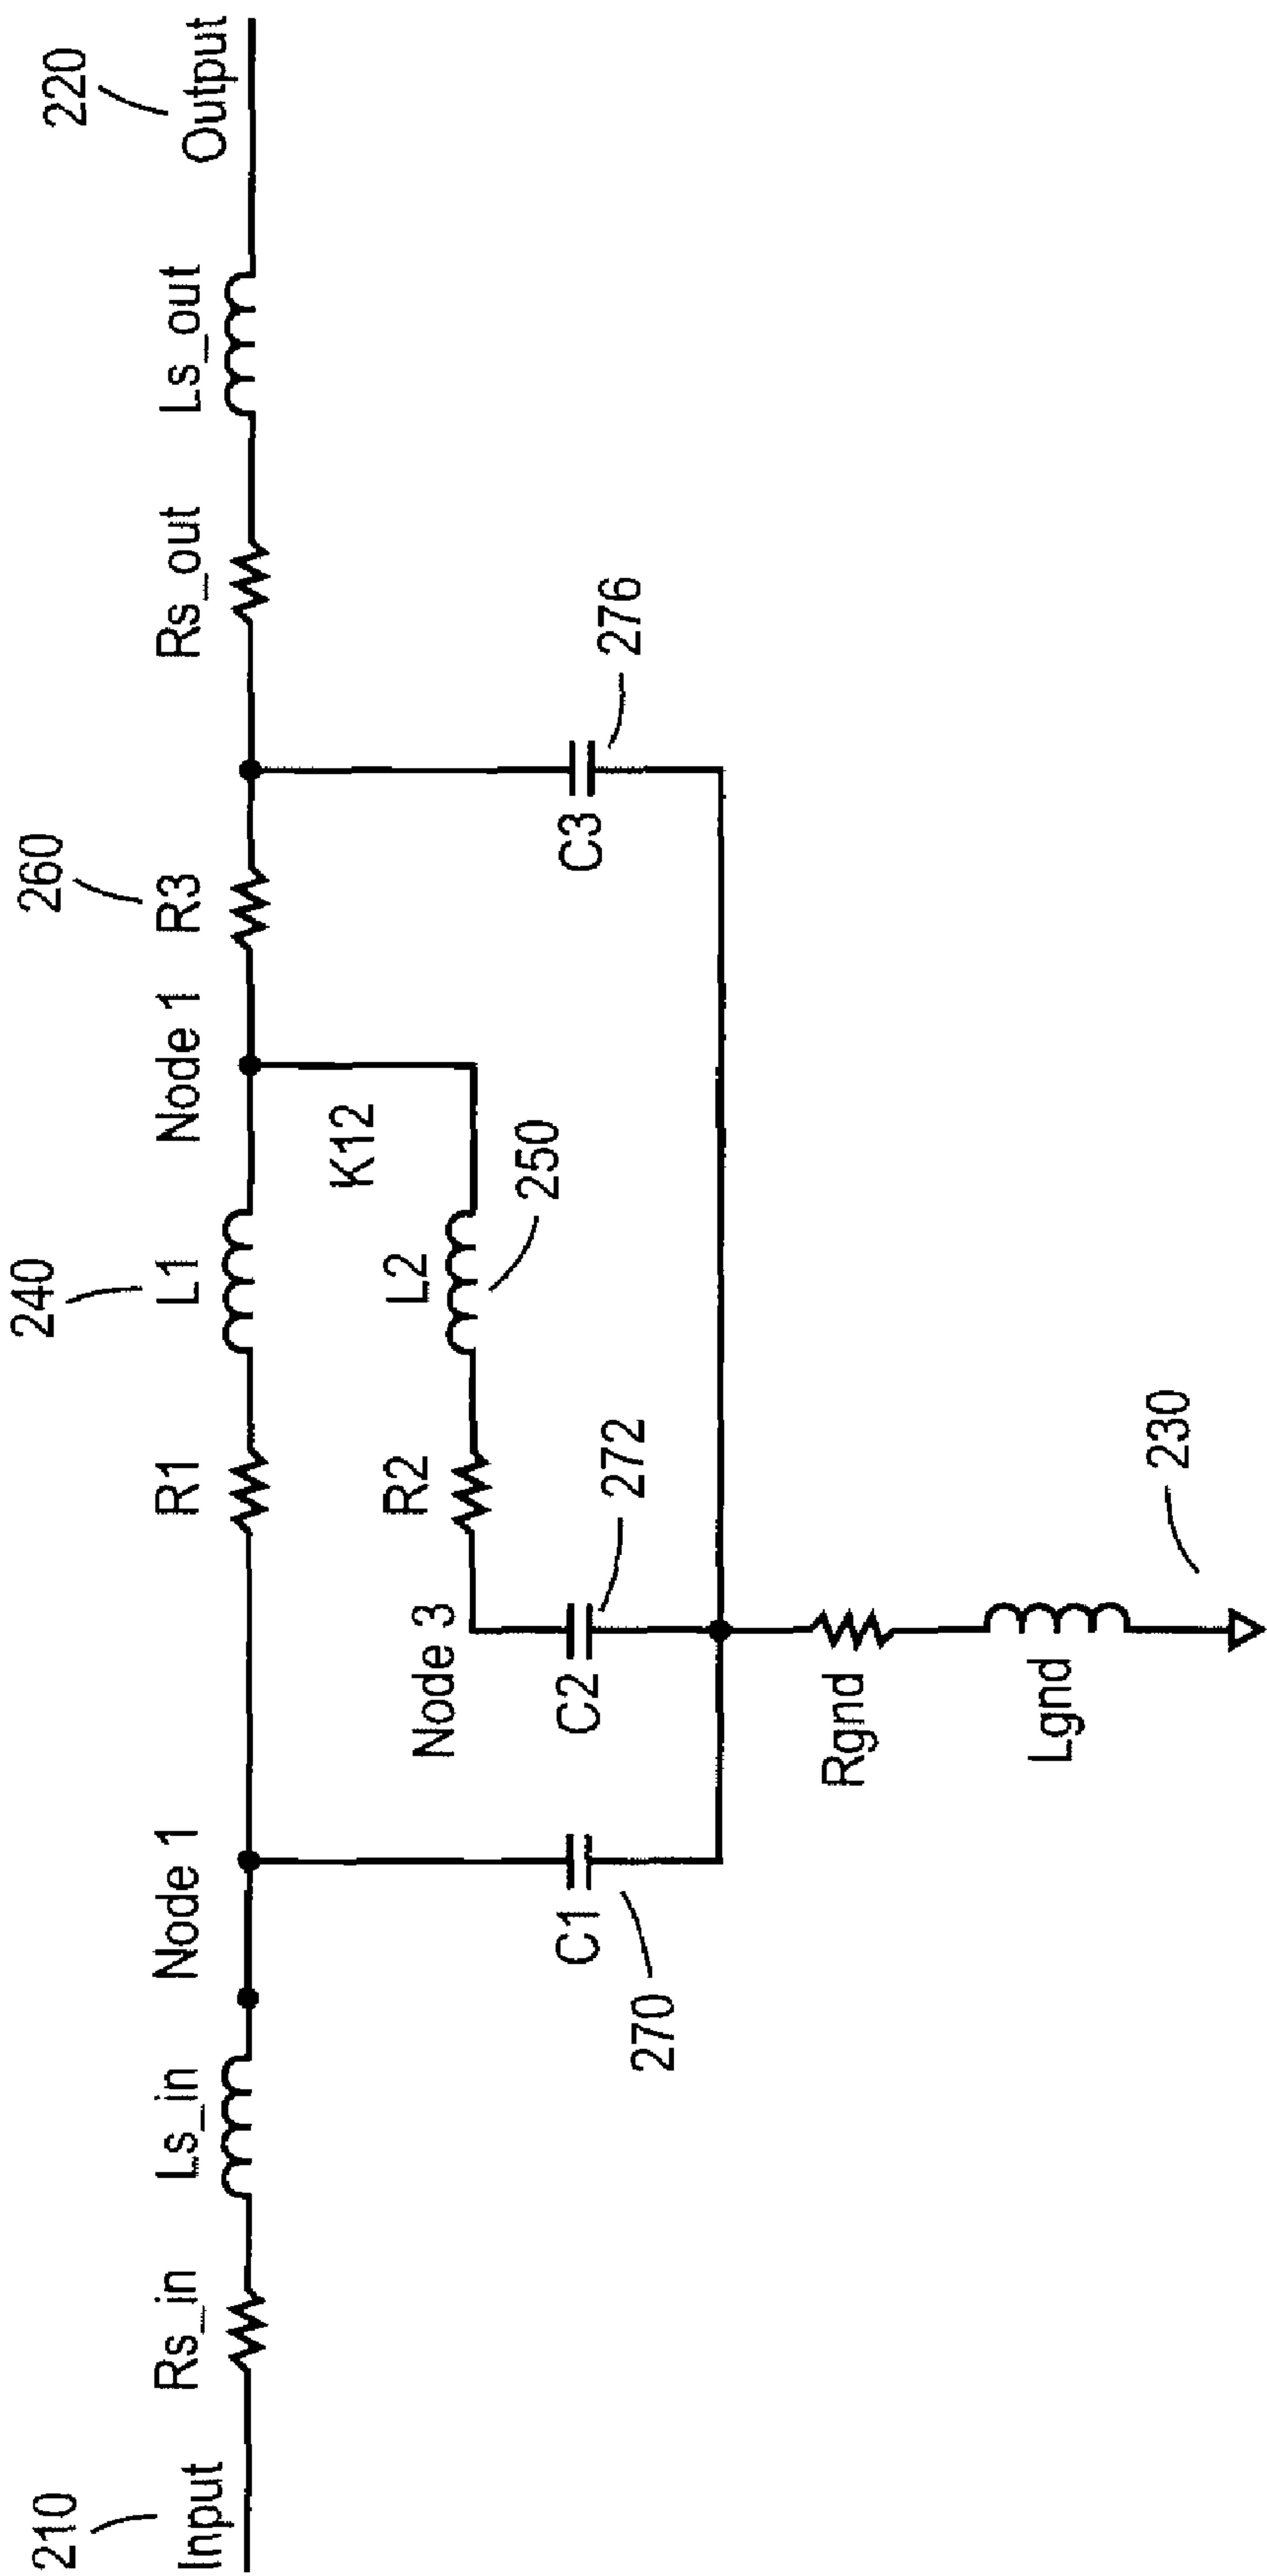 210
Input
Rs_in
Ls_in
Node 1
R1
240
L1
Node 1
260
R3
Rs_out
Ls_out
220
Output
K12
R2
L2
250
Node 3
C1
270
C2
272
C3
276
Rgnd
Lgnd
230